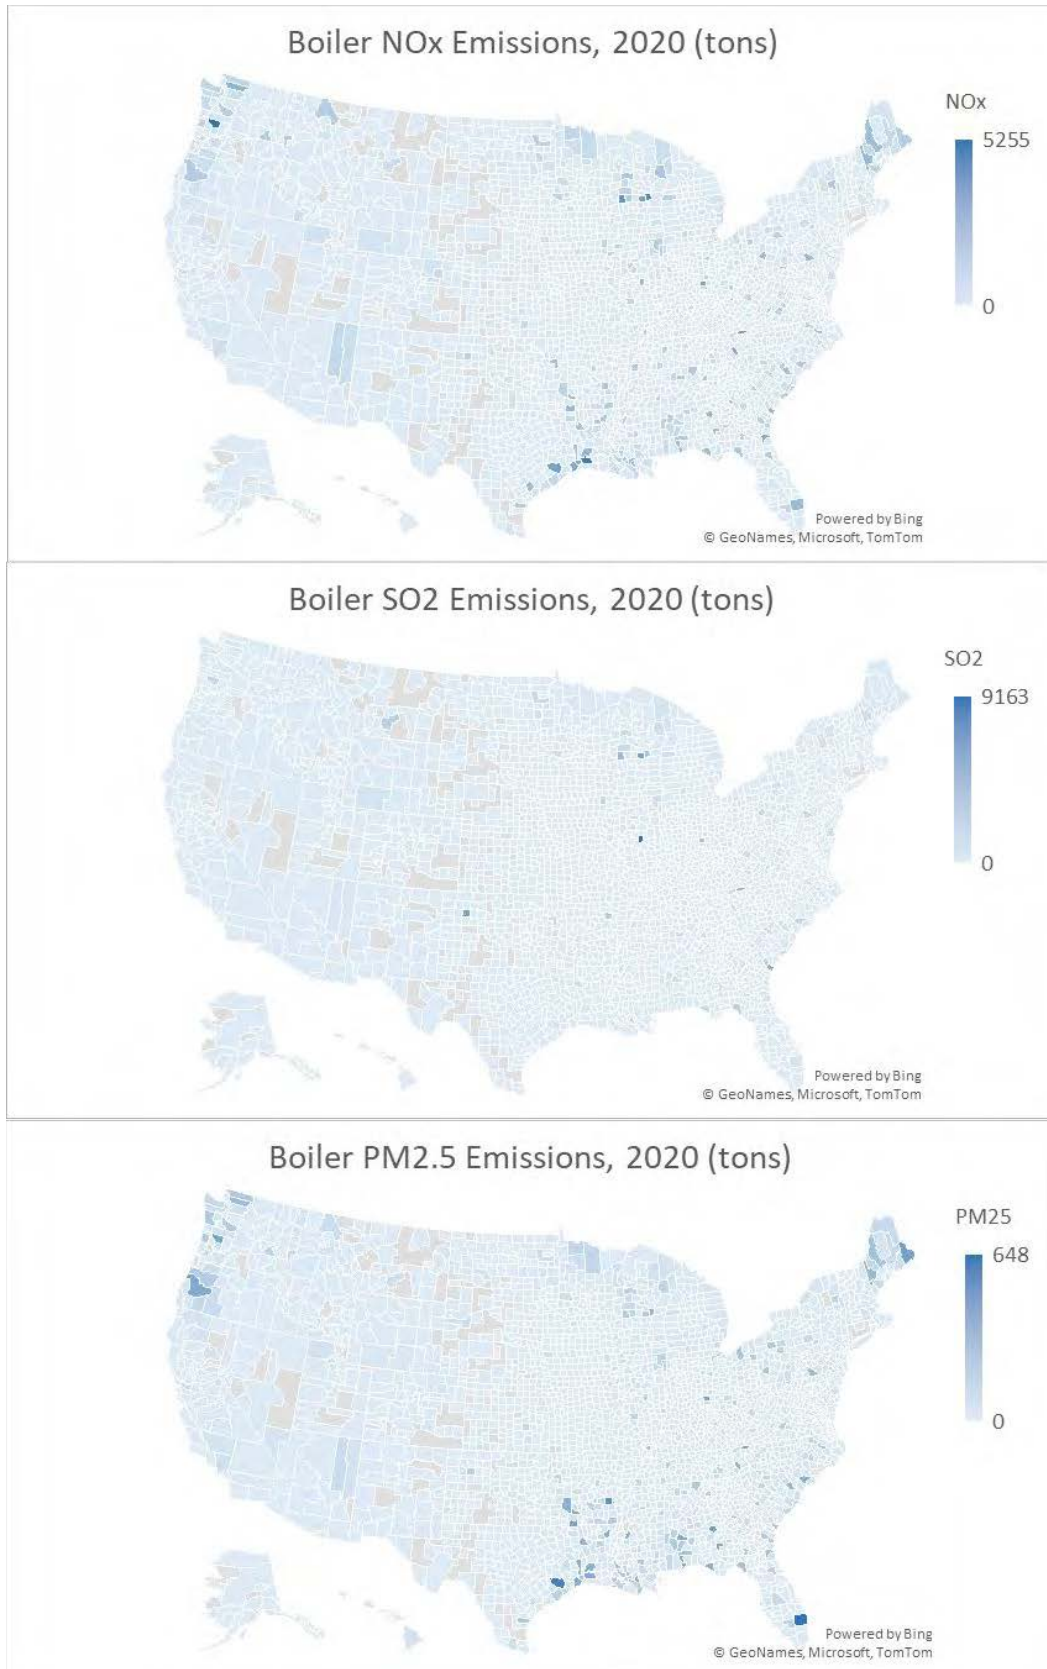 Boiler NOx Emissions, 2020 (tons)
NOx
5255
0
Powered by Bing
© GeoNames, Microsoft, TomTom
Boiler SO2 Emissions, 2020 (tons)
SO2
9163
0
Powered by Bing
© GeoNames, Microsoft, TomTom
Boiler PM2.5 Emissions, 2020 (tons)
PM25
648
0
Powered by Bing
© GeoNames, Microsoft, TomTom